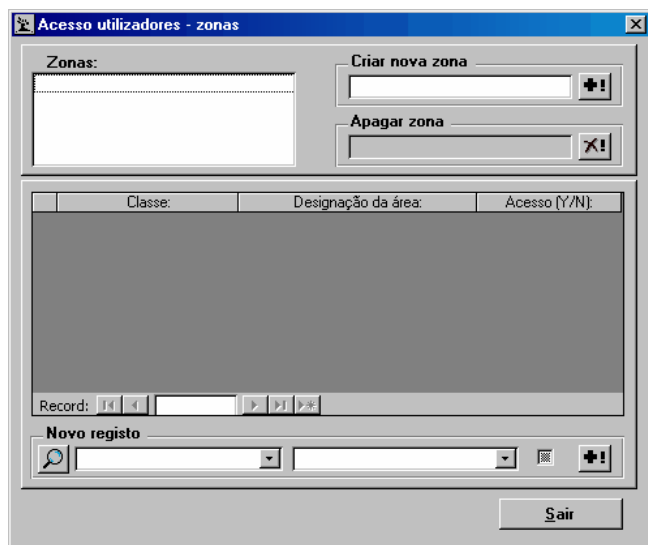 Acesso utilizadores - zonas
Zonas:
Criar nova zona
Apagar zona
Classe: Designação da área: Acesso (Y/N):
Record:
Novo registo
Sair